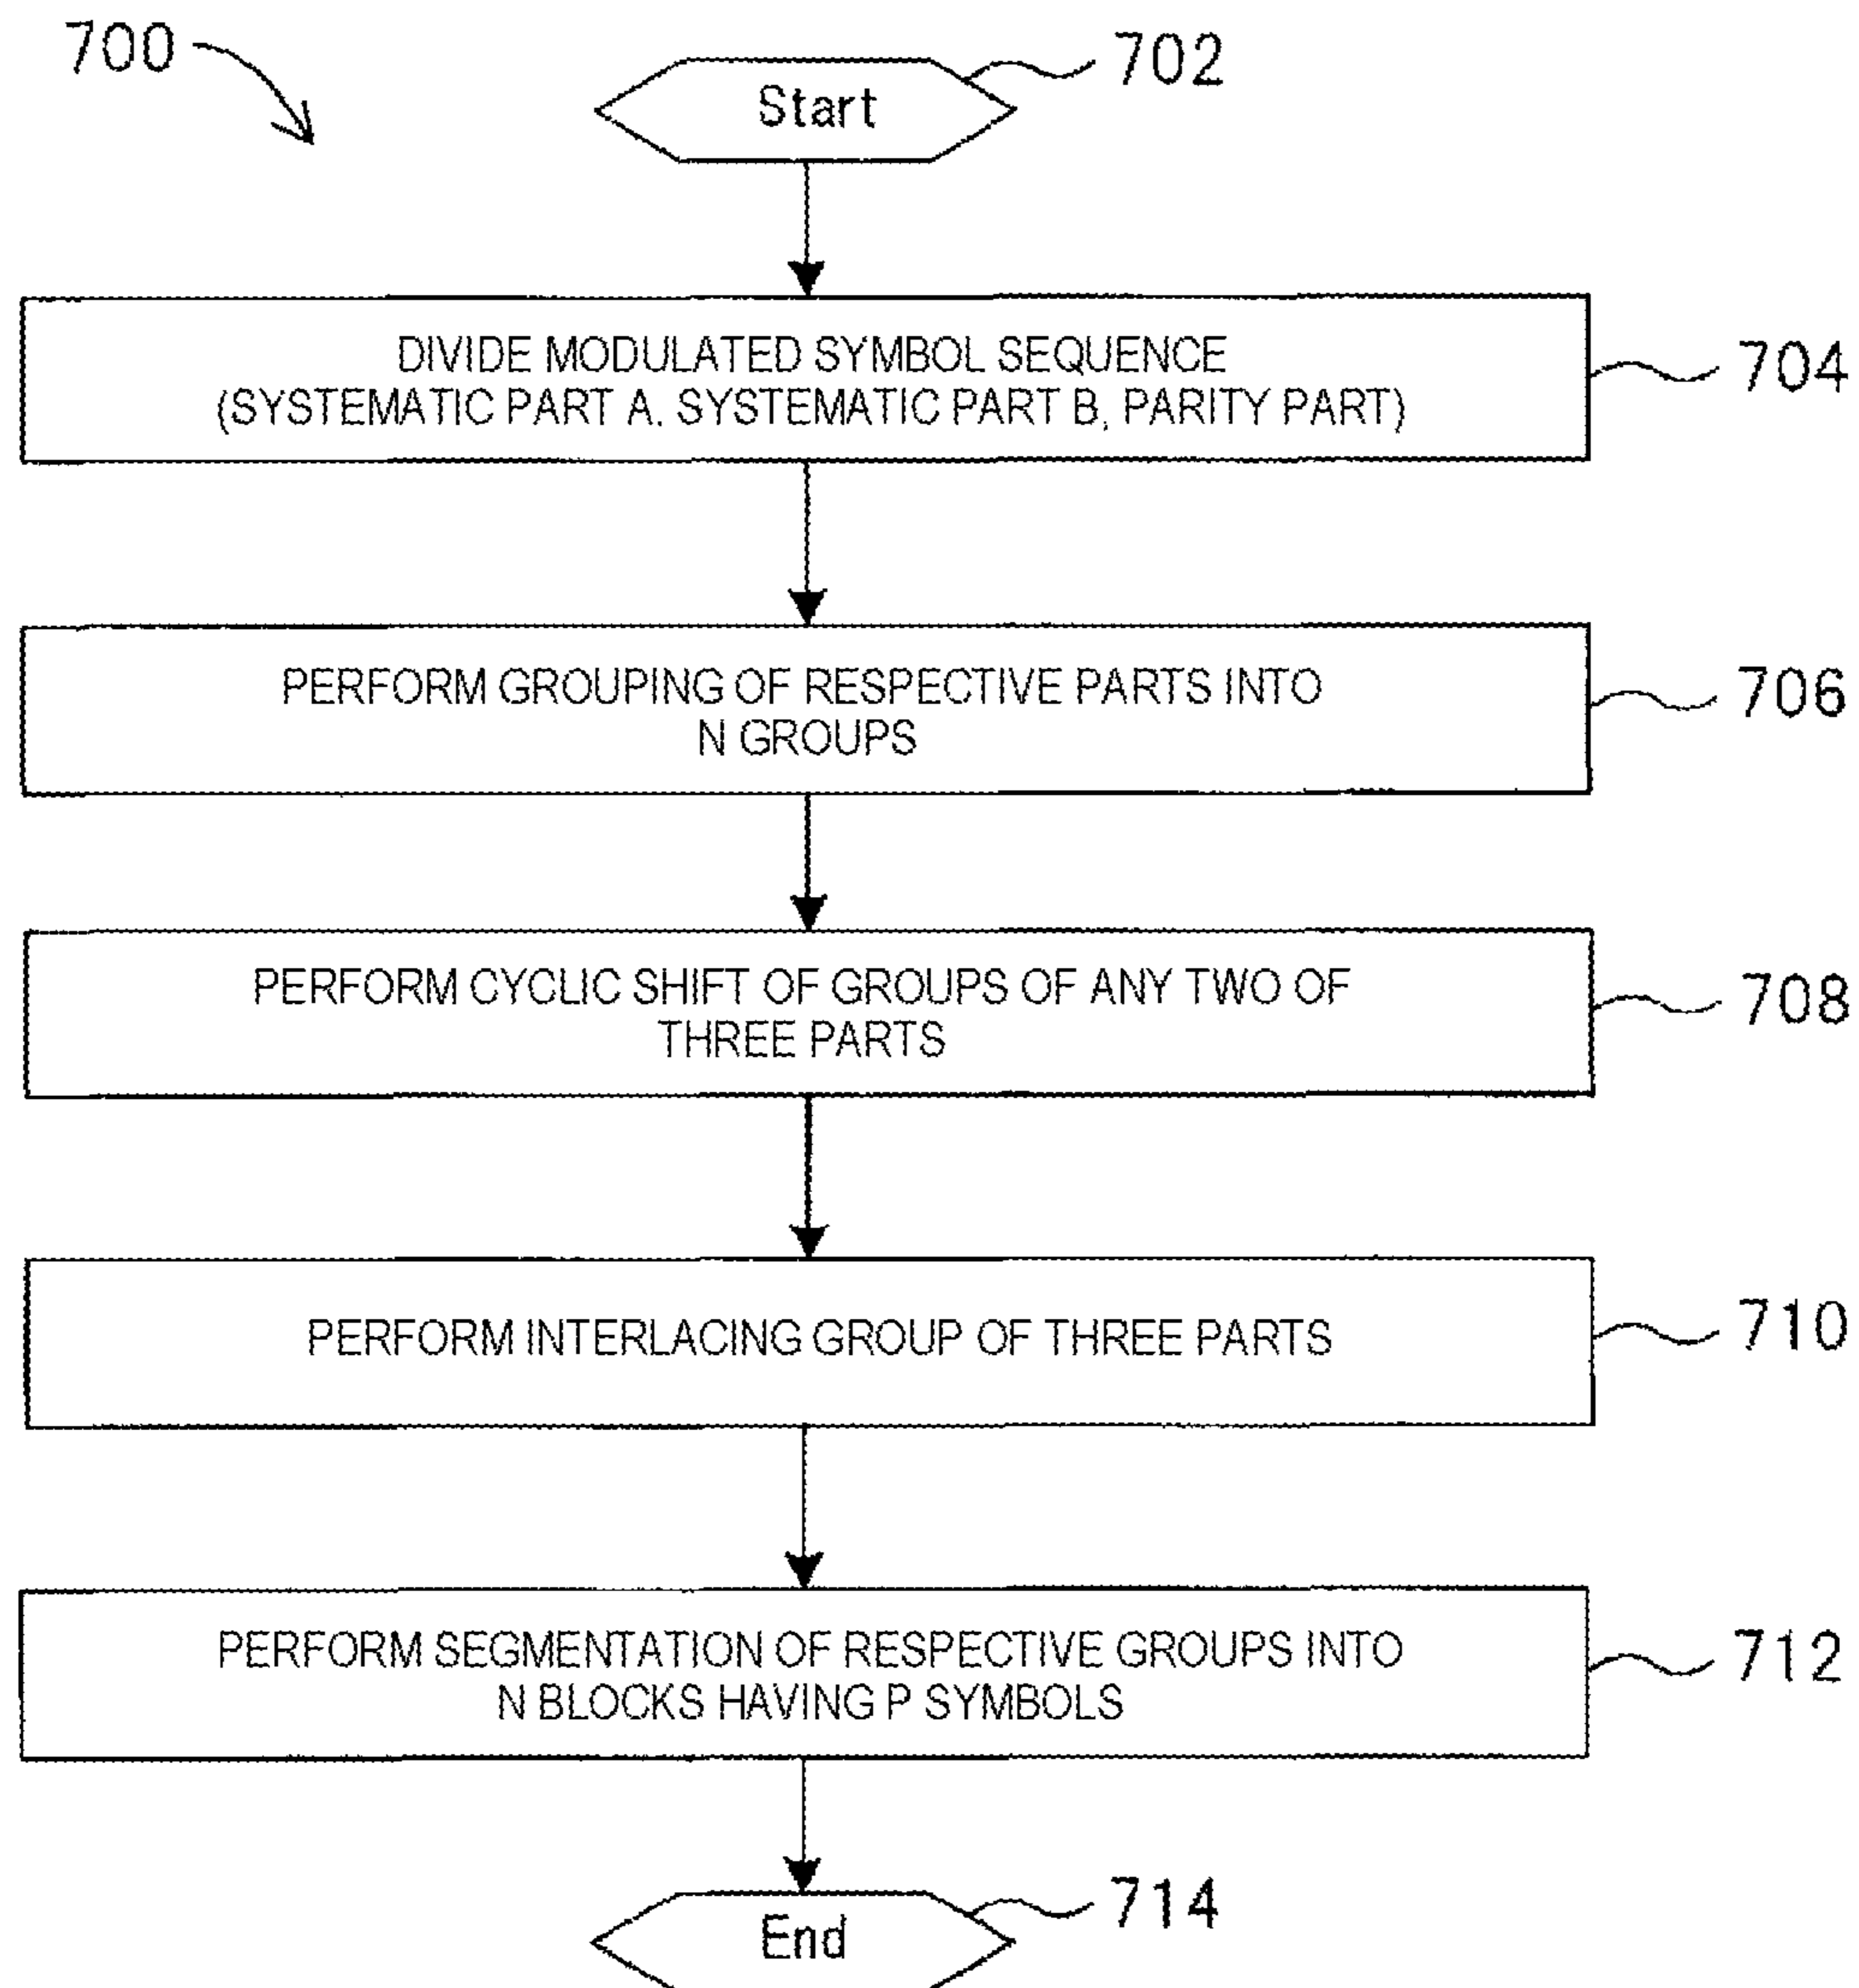 700
702
Start
DIVIDE MODULATED SYMBOL SEQUENCE
(SYSTEMATIC PART A, SYSTEMATIC PART B, PARITY PART)
704
PERFORM GROUPING OF RESPECTIVE PARTS INTO
N GROUPS
706
PERFORM CYCLIC SHIFT OF GROUPS OF ANY TWO OF
THREE PARTS
708
PERFORM INTERLACING GROUP OF THREE PARTS
710
PERFORM SEGMENTATION OF RESPECTIVE GROUPS INTO
N BLOCKS HAVING P SYMBOLS
712
714
End